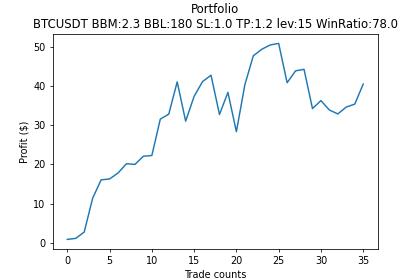 Portfolio
BTCUSDT BBM:2.3 BBL:180 SL:1.0 TP:1.2 lev:15 WinRatio:78.0
50
40
30
20
10
0
Profit ($)
0 5 10 15 20 25 30 35
Trade counts